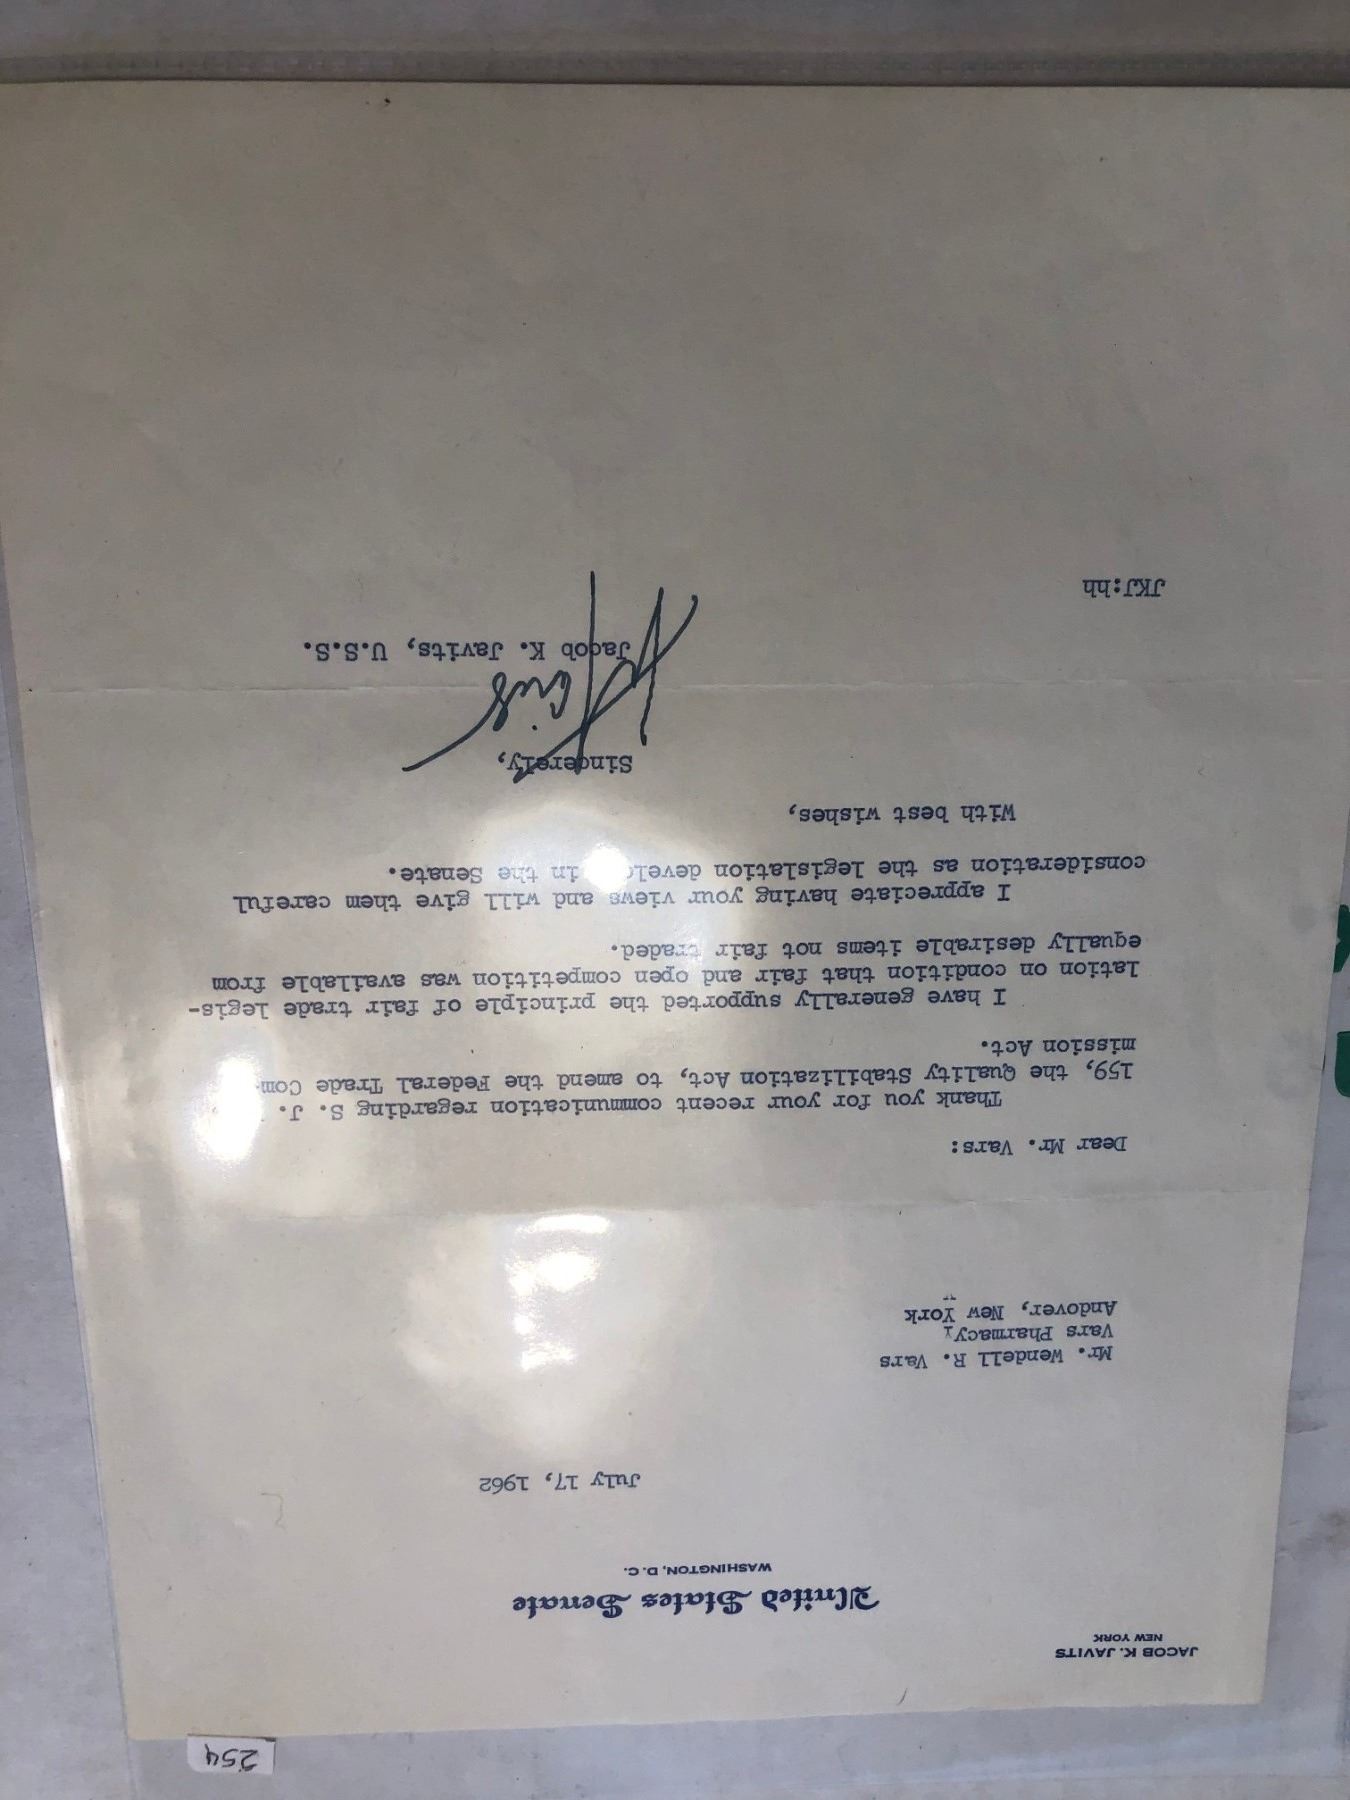 254
JACOB K. JAVITS
NEW YORK
United States Senate
WASHINGTON, D. C.
July 17, 1962
Mr. Wendell R. Vars
Vars Pharmacy
Andover, New York
Dear Mr. Vars:
Thank you for your recent communication regarding S. J.
159, the Quality Stabilization Act, to amend the Federal Trade Com
mission Act.
I have generally supported the principle of fair trade legis-
lation on condition that fair and open competition was available from
equally desirable items not fair traded.
I appreciate having your views and will give them careful
consideration as the legislation develo in the Senate.
With best wishes,
Sincerely,
Jacob K. Javits, U.S.S.
JKJ:hh